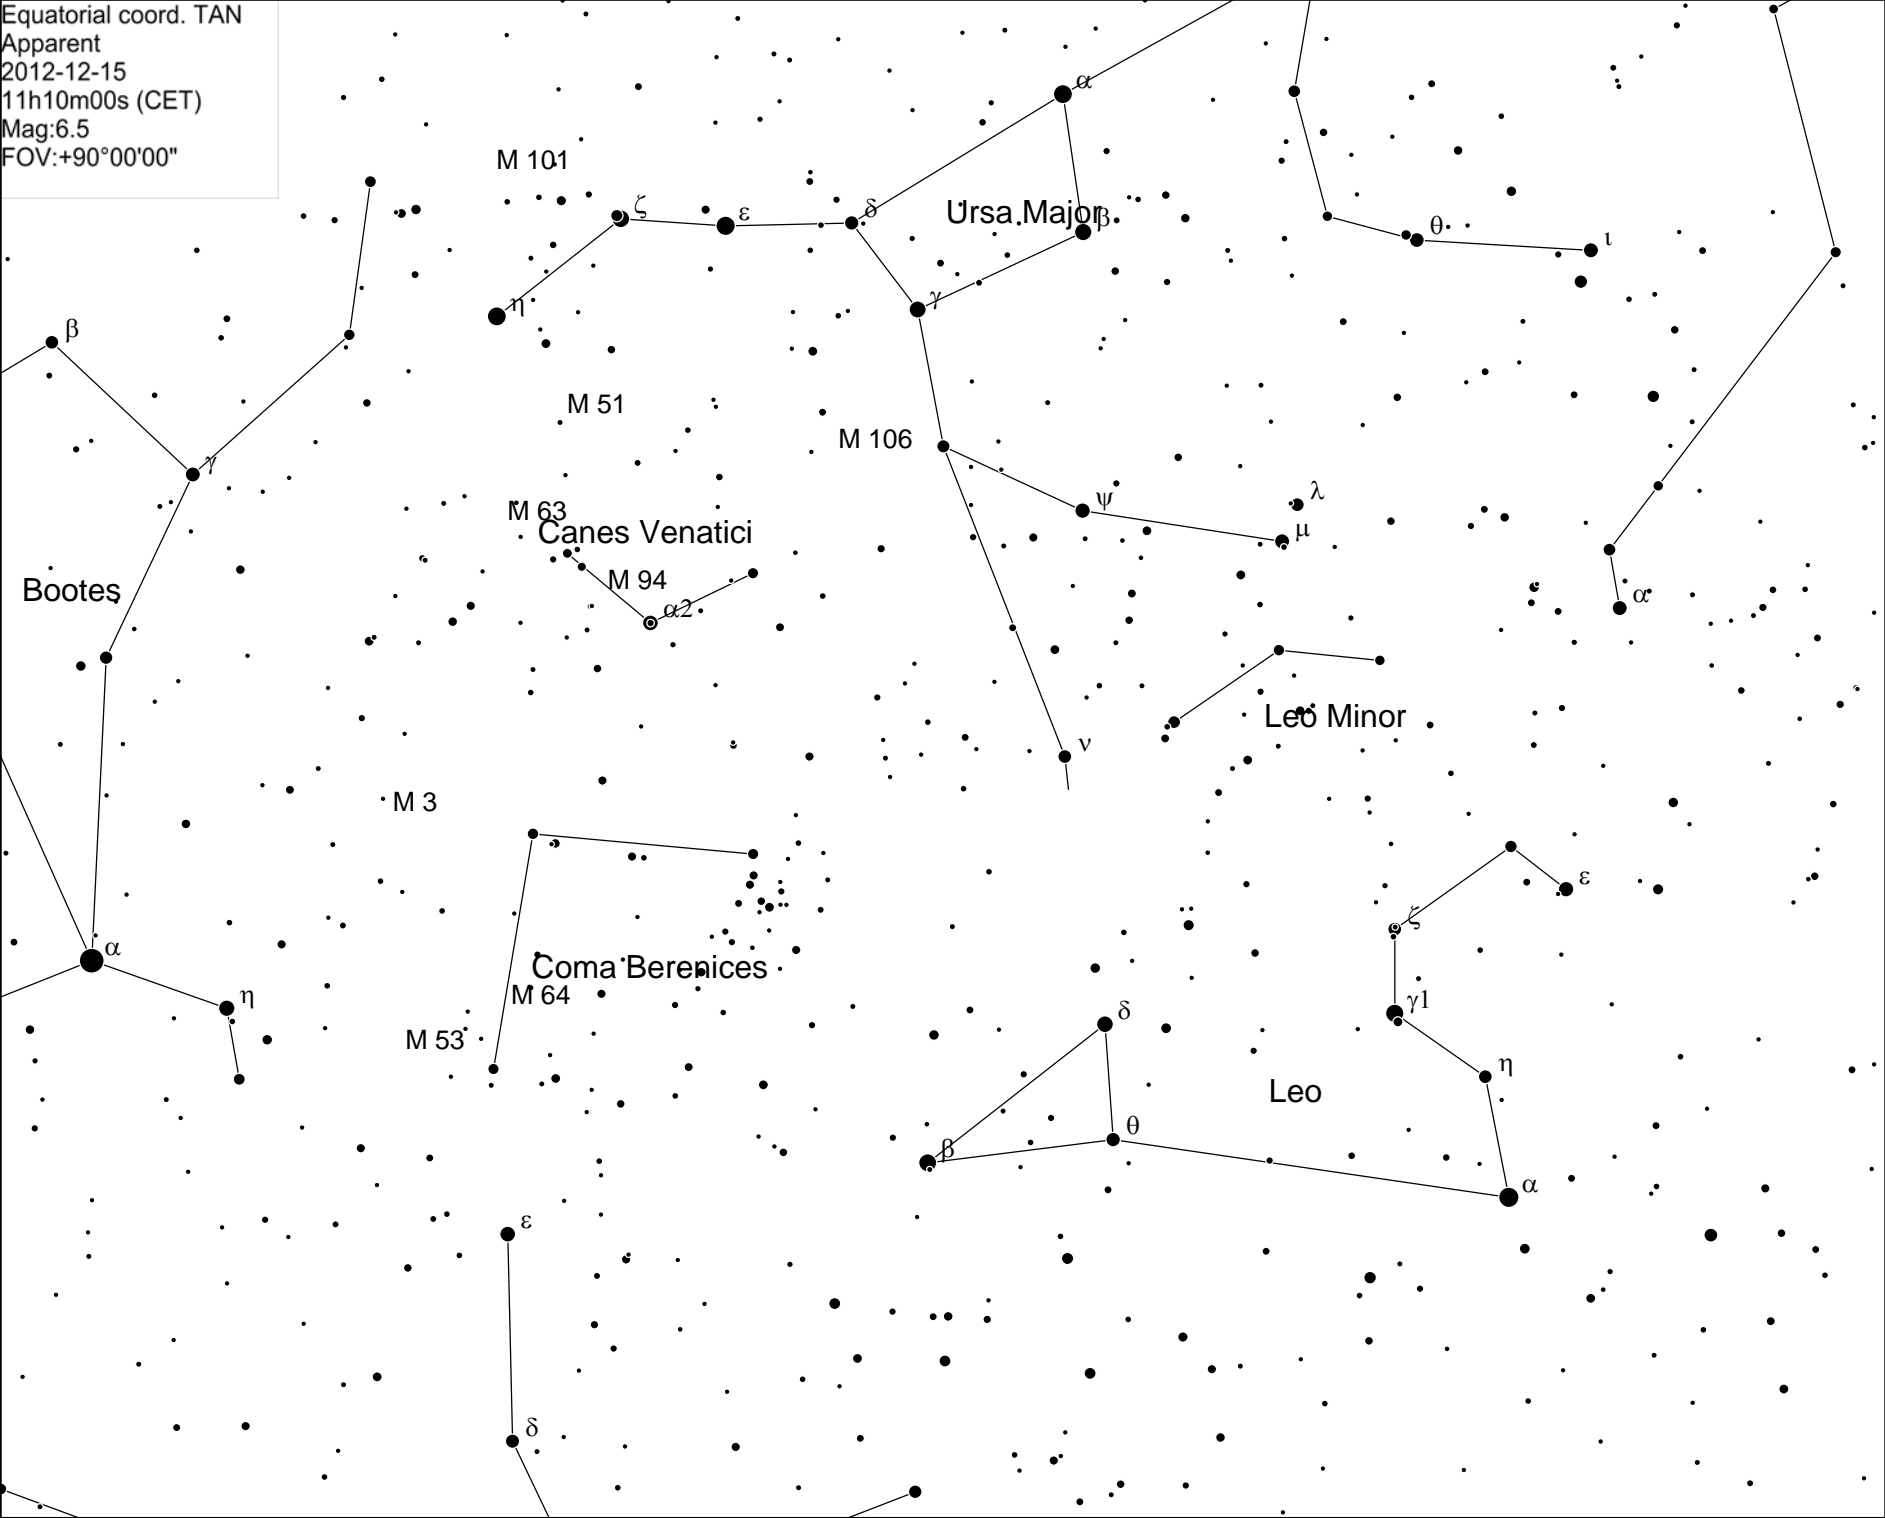 Equatorial coord. TAN
Apparent
2012-12-15
11h10m00s (CET)
Mag:6.5
FOV:+90°00'00"
α
M 101
ζ
ε
δ
Ursa Major
β
θ
ι
η
γ
β
M 51
M 106
γ
ψ
λ
M 63
Canes Venatici
μ
M 94
Bootes
α2
α
Leo Minor
ν
M 3
ε
ζ
α
Coma Berenices
M 64
η
γ1
δ
M 53
η
Leo
θ
β
α
ε
δ